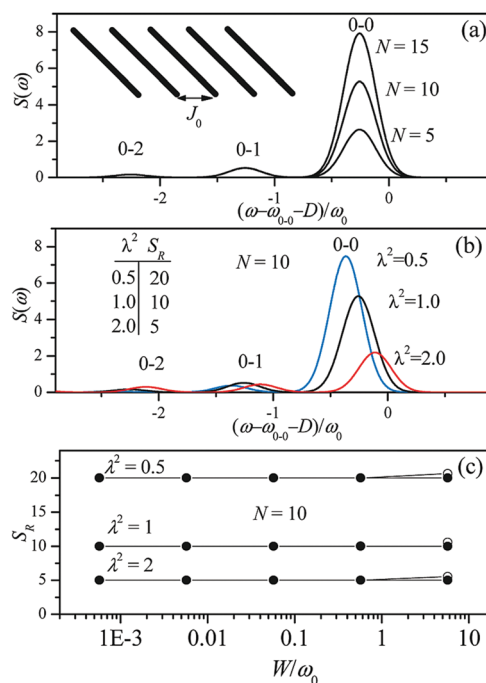 (a)
0-0
8
N = 15
6
N = 10
S(ω)
4
J₀
N = 5
2
0-2
0-1
0
-2
-1
0
(ω-ω₀₋₀-D)/ω₀
(b)
8
0-0
λ² S_R
N = 10
λ²=0.5
0.5 20
6
1.0 10
λ²=1.0
S(ω)
2.0 5
4
λ²=2.0
2
0-2
0-1
0
-2
-1
0
(ω-ω₀₋₀-D)/ω₀
(c)
25
λ² = 0.5
20
15
N = 10
S_R
10
λ² = 1
λ² = 2
5
0
1E-3
0.01
0.1
1
10
W/ω₀